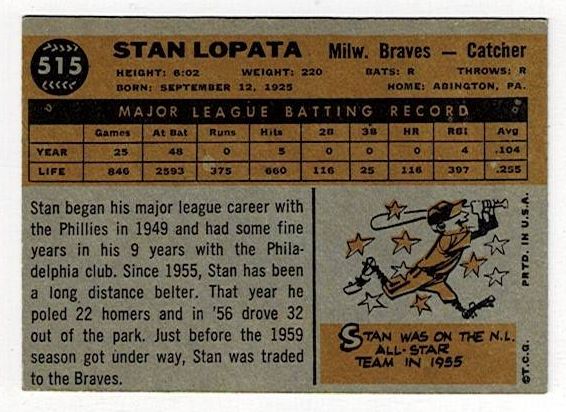 515
STAN LOPATA Milw. Braves — Catcher
HEIGHT: 6:02 WEIGHT: 220 BATS: R THROWS: R
BORN: SEPTEMBER 12, 1925 HOME: ABINGTON, PA.
MAJOR LEAGUE BATTING RECORD
Games At Bat Runs Hits 2B 3B HR RBI Avg
YEAR 25 48 0 5 0 0 0 4 .104
LIFE 846 2593 375 660 116 25 116 397 .255
Stan began his major league career with
the Phillies in 1949 and had some fine
years in his 9 years with the Phila-
delphia club. Since 1955, Stan has been
a long distance belter. That year he
poled 22 homers and in '56 drove 32
out of the park. Just before the 1959
season got under way, Stan was traded
to the Braves.
STAN WAS ON THE N.L.
ALL-STAR
TEAM IN 1955
©T.C.G. PRTD. IN U.S.A.